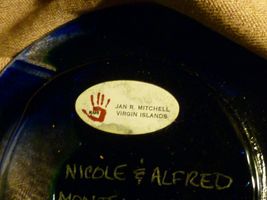 JAN R. MITCHELL
VIRGIN ISLANDS
NICOLE & ALFRED